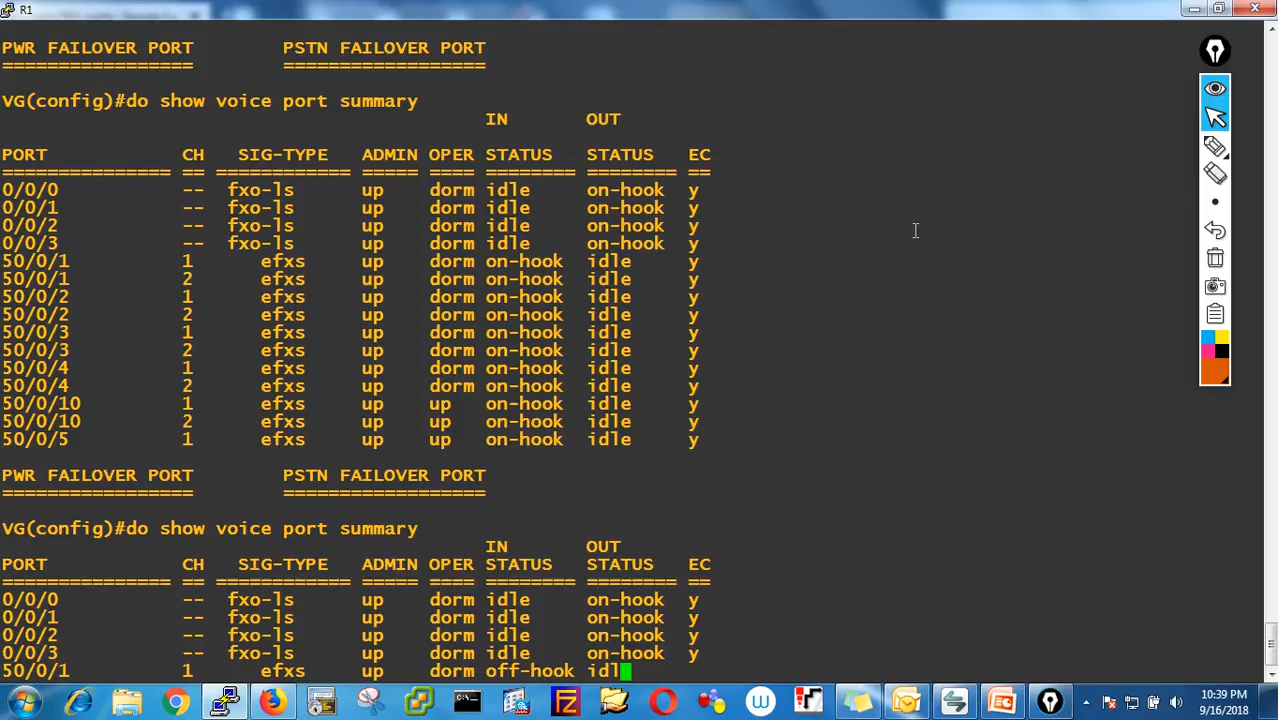 R1
PWR FAILOVER PORT PSTN FAILOVER PORT
================= =================
VG(config)#do show voice port summary
IN OUT
PORT CH SIG-TYPE ADMIN OPER STATUS STATUS EC
=============== == ============ ===== ==== ======== ======== ==
0/0/0 -- fxo-ls up dorm idle on-hook y
0/0/1 -- fxo-ls up dorm idle on-hook y
0/0/2 -- fxo-ls up dorm idle on-hook y
0/0/3 -- fxo-ls up dorm idle on-hook y
50/0/1 1 efxs up dorm on-hook idle y
50/0/1 2 efxs up dorm on-hook idle y
50/0/2 1 efxs up dorm on-hook idle y
50/0/2 2 efxs up dorm on-hook idle y
50/0/3 1 efxs up dorm on-hook idle y
50/0/3 2 efxs up dorm on-hook idle y
50/0/4 1 efxs up dorm on-hook idle y
50/0/4 2 efxs up dorm on-hook idle y
50/0/10 1 efxs up up on-hook idle y
50/0/10 2 efxs up up on-hook idle y
50/0/5 1 efxs up up on-hook idle y
PWR FAILOVER PORT PSTN FAILOVER PORT
================= =================
VG(config)#do show voice port summary
IN OUT
PORT CH SIG-TYPE ADMIN OPER STATUS STATUS EC
=============== == ============ ===== ==== ======== ======== ==
0/0/0 -- fxo-ls up dorm idle on-hook y
0/0/1 -- fxo-ls up dorm idle on-hook y
0/0/2 -- fxo-ls up dorm idle on-hook y
0/0/3 -- fxo-ls up dorm idle on-hook y
50/0/1 1 efxs up dorm off-hook idl
10:39 PM
9/16/2018